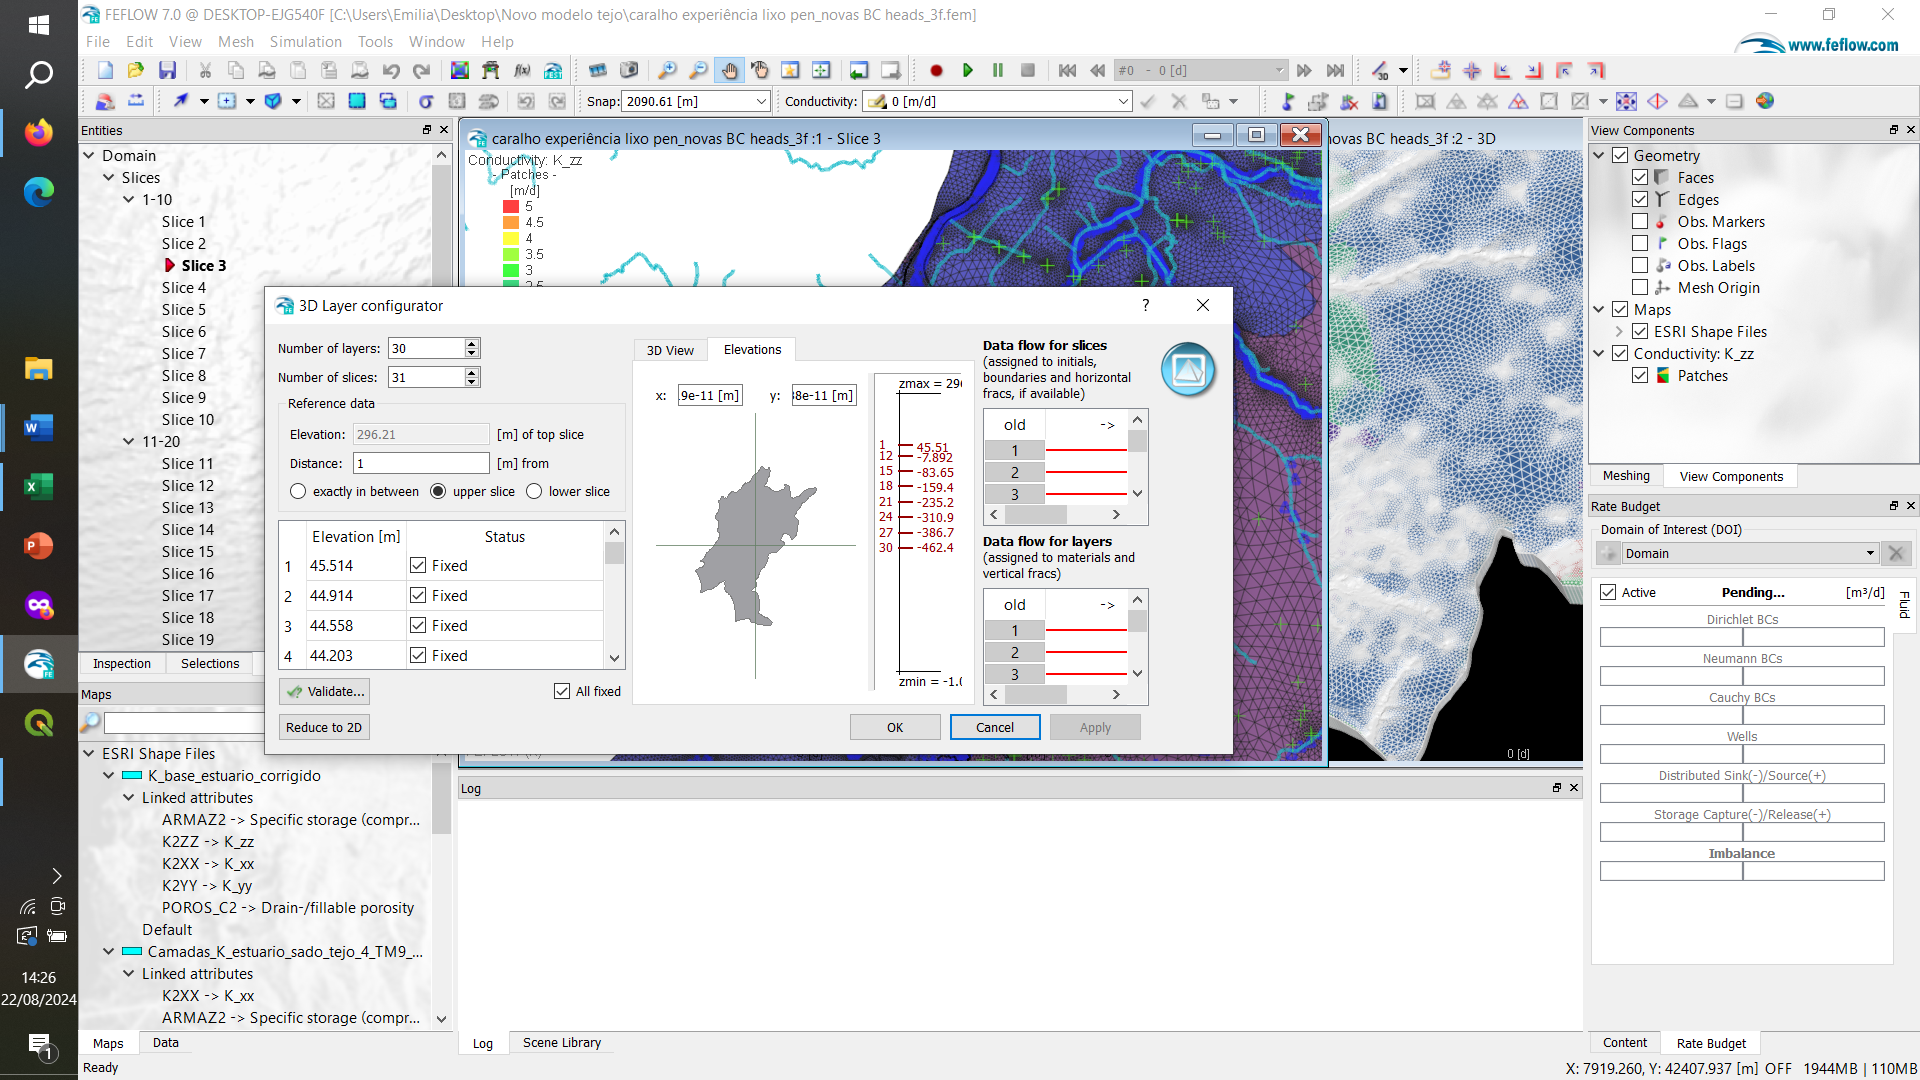 FEFLOW 7.0 @ DESKTOP-EJG540F [C:\Users\Emilia\Desktop\Novo modelo tejo\caralho experiência lixo pen_novas BC heads_3f.fem]
File Edit View Mesh Simulation Tools Window Help
www.feflow.com
#0 - 0 [d]
Snap: 2090.61 [m] Conductivity: 0 [m/d]
Entities
Domain
Slices
1-10
Slice 1
Slice 2
Slice 3
Slice 4
Slice 5
Slice 6
Slice 7
Slice 8
Slice 9
Slice 10
11-20
Slice 11
Slice 12
Slice 13
Slice 14
Slice 15
Slice 16
Slice 17
Slice 18
Slice 19
Inspection Selections
Maps
ESRI Shape Files
K_base_estuario_corrigido
Linked attributes
ARMAZ2 -> Specific storage (compr...
K2ZZ -> K_zz
K2XX -> K_xx
K2YY -> K_yy
POROS_C2 -> Drain-/fillable porosity
Default
Camadas_K_estuario_sado_tejo_4_TM9_...
Linked attributes
K2XX -> K_xx
ARMAZ2 -> Specific storage (compr...
Maps Data
Ready
caralho experiência lixo pen_novas BC heads_3f :1 - Slice 3
novas BC heads_3f :2 - 3D
Conductivity: K_zz
- Patches -
[m/d]
5
4.5
4
3.5
3
2.5
0 [d]
3D Layer configurator
Number of layers: 30
Number of slices: 31
Reference data
Elevation: 296.21 [m] of top slice
Distance: 1 [m] from
exactly in between upper slice lower slice
Elevation [m] Status
1 45.514 Fixed
2 44.914 Fixed
3 44.558 Fixed
4 44.203 Fixed
Validate... All fixed
Reduce to 2D
3D View Elevations
x: .9e-11 [m] y: 38e-11 [m]
zmax = 296
1 45.51
12 -7.892
15 -83.65
18 -159.4
21 -235.2
24 -310.9
27 -386.7
30 -462.4
zmin = -1.0
Data flow for slices
(assigned to initials,
boundaries and horizontal
fracs, if available)
old ->
1
2
3
Data flow for layers
(assigned to materials and
vertical fracs)
old ->
1
2
3
OK Cancel Apply
Log
Log Scene Library
View Components
Geometry
Faces
Edges
Obs. Markers
Obs. Flags
Obs. Labels
Mesh Origin
Maps
ESRI Shape Files
Conductivity: K_zz
Patches
Meshing View Components
Rate Budget
Domain of Interest (DOI)
Domain
Active Pending... [m³/d]
Fluid
Dirichlet BCs
Neumann BCs
Cauchy BCs
Wells
Distributed Sink(-)/Source(+)
Storage Capture(-)/Release(+)
Imbalance
Content Rate Budget
X: 7919.260, Y: 42407.937 [m] OFF 1944MB | 110MB
14:26
22/08/2024
1